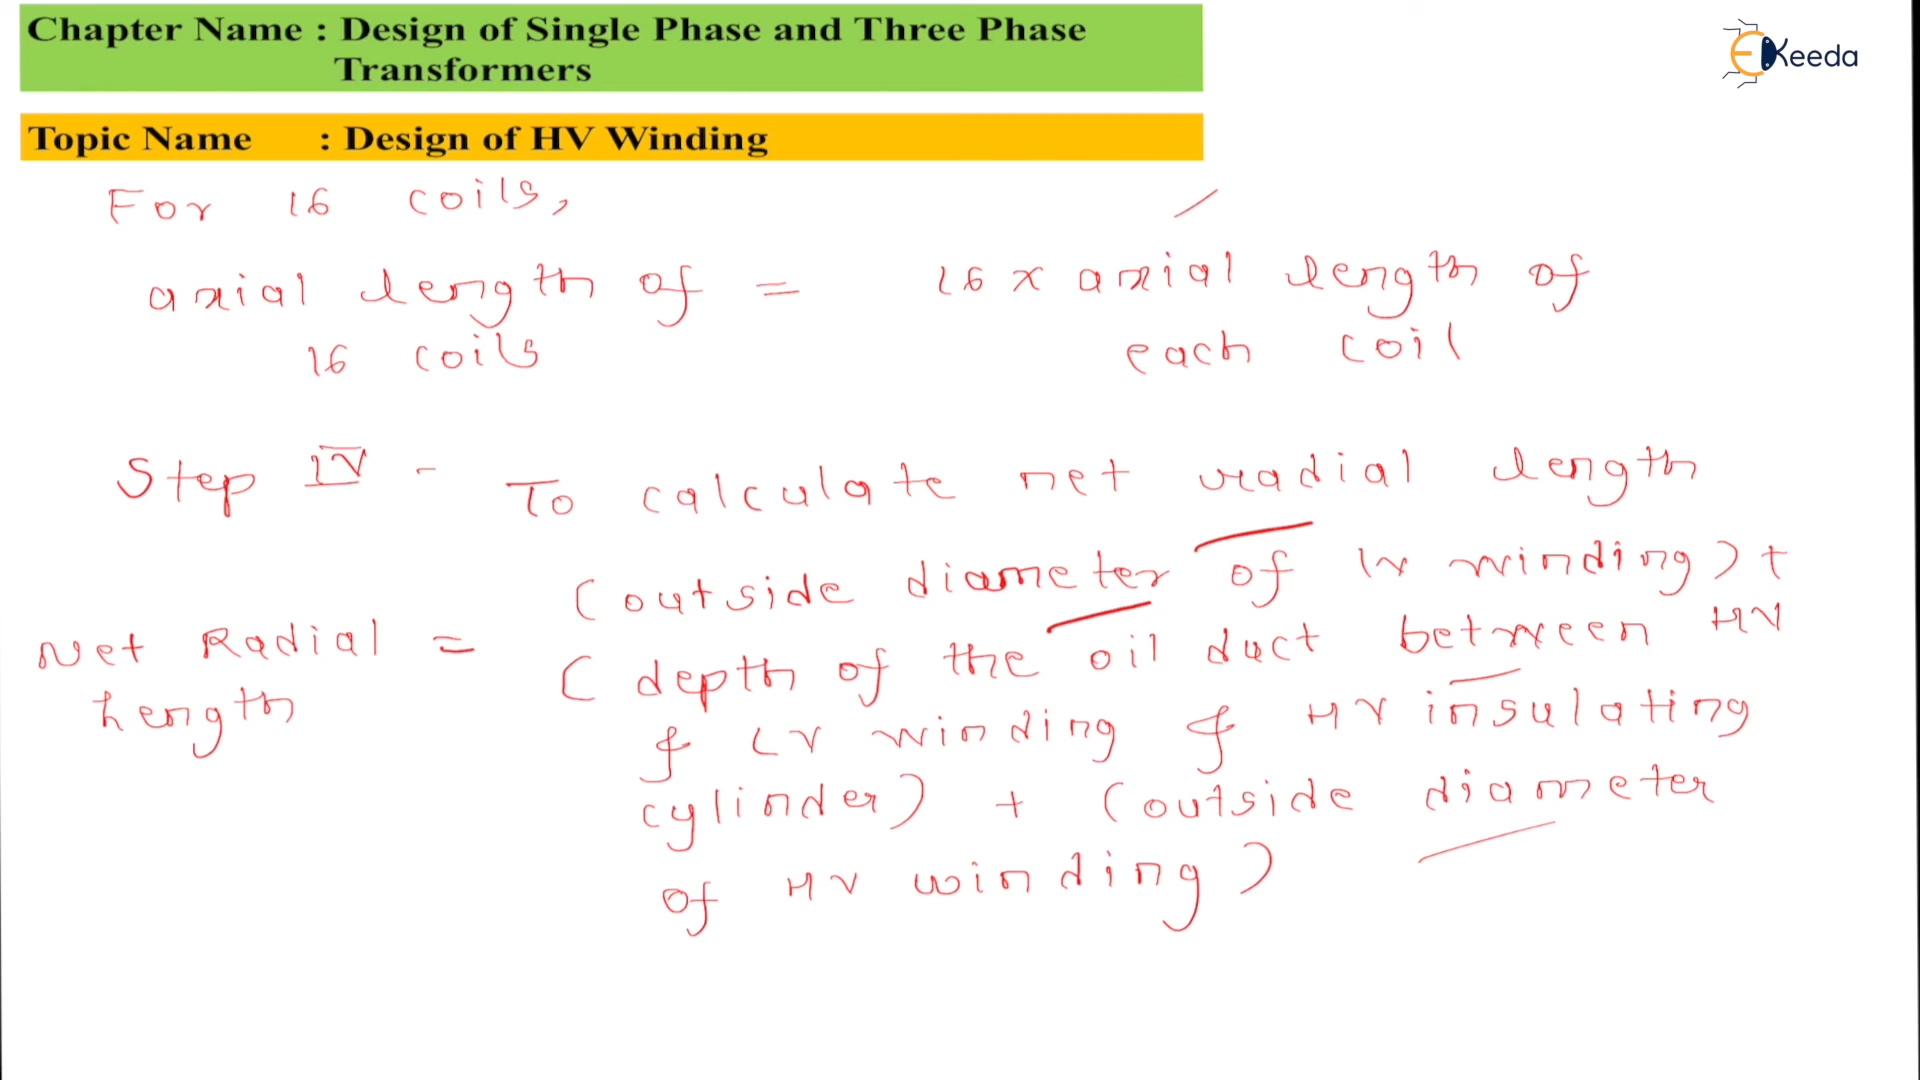 Chapter Name : Design of Single Phase and Three Phase
Transformers
EKeeda
Topic Name : Design of HV Winding
For 16 coils,
axial length of = 16 x axial length of
16 coils each coil
Step IV - To calculate net radial length
(outside diameter of LV winding) +
Net Radial = (depth of the oil duct between HV
Length & LV winding & HV insulating
cylinder) + (outside diameter
of HV winding)